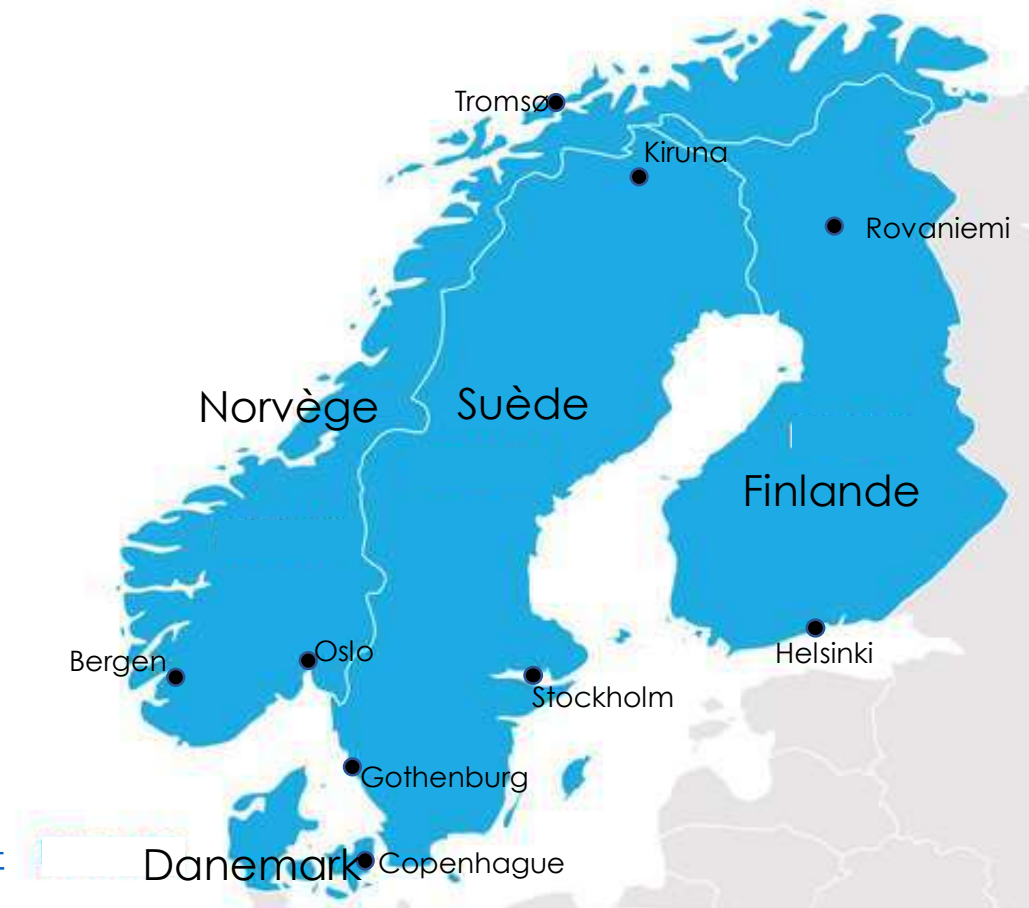 Tromsø
Kiruna
Rovaniemi
Norvège
Suède
Finlande
Helsinki
Bergen
Oslo
Stockholm
Gothenburg
Danemark
Copenhague